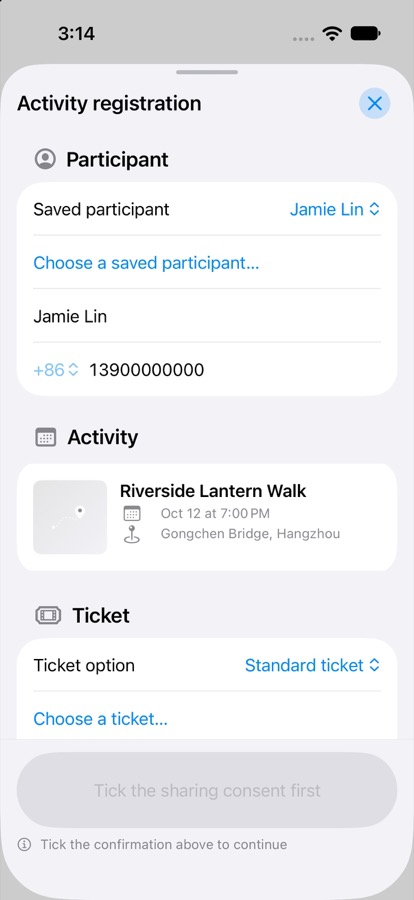 3:14
Activity registration
Participant
Saved participant
Jamie Lin
Choose a saved participant...
Jamie Lin
+86 13900000000
Activity
Riverside Lantern Walk
Oct 12 at 7:00 PM
Gongchen Bridge, Hangzhou
Ticket
Ticket option
Standard ticket
Choose a ticket...
Tick the sharing consent first
Tick the confirmation above to continue